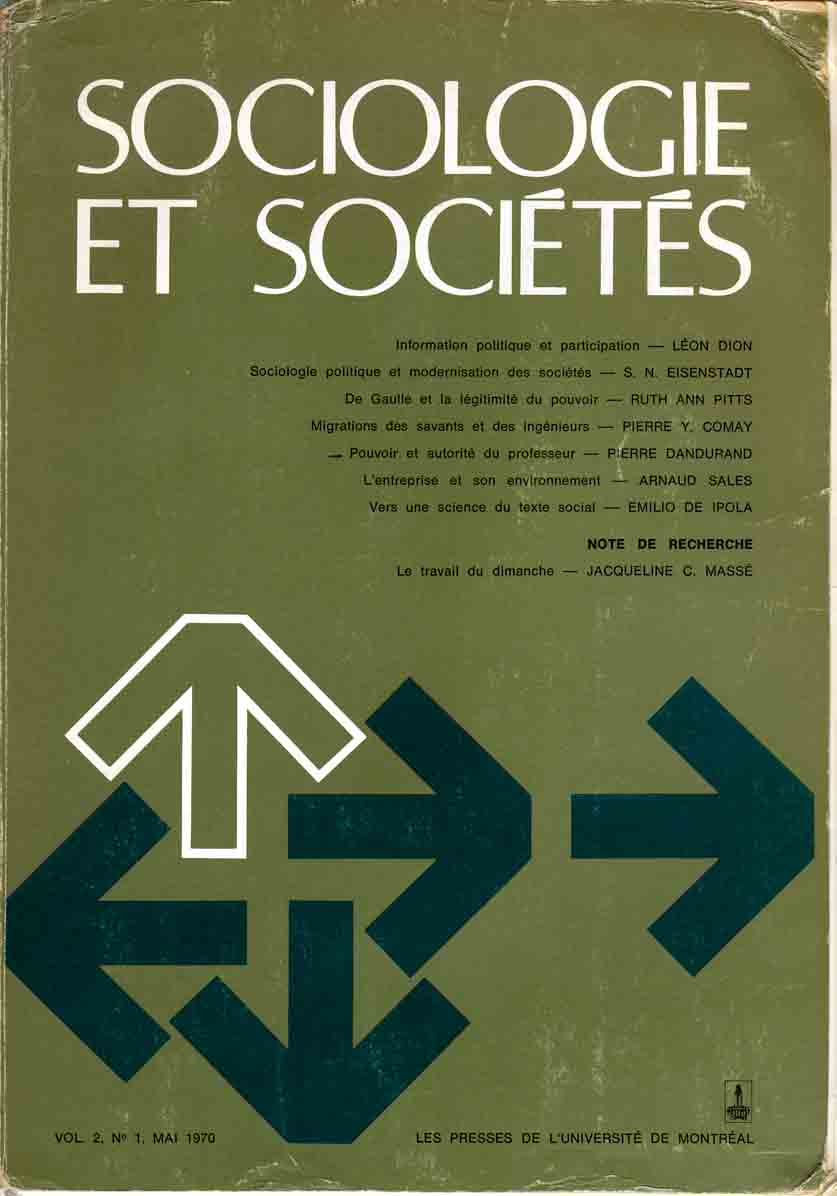 SOCIOLOGIE
ET SOCIÉTÉS
Information politique et participation — LÉON DION
Sociologie politique et modernisation des sociétés — S. N. EISENSTADT
De Gaulle et la légitimité du pouvoir — RUTH ANN PITTS
Migrations des savants et des ingénieurs — PIERRE Y. COMAY
Pouvoir et autorité du professeur — PIERRE DANDURAND
L'entreprise et son environnement — ARNAUD SALES
Vers une science du texte social — EMILIO DE IPOLA
NOTE DE RECHERCHE
Le travail du dimanche — JACQUELINE C. MASSÉ
VOL. 2, Nº 1, MAI 1970
LES PRESSES DE L'UNIVERSITÉ DE MONTRÉAL